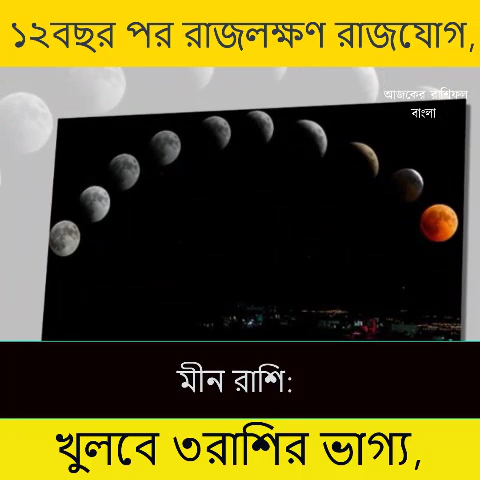 ১২বছর পর রাজলক্ষণ রাজযোগ,
আজকের রাশিফল
বাংলা
মীন রাশি:
খুলবে ৩রাশির ভাগ্য,